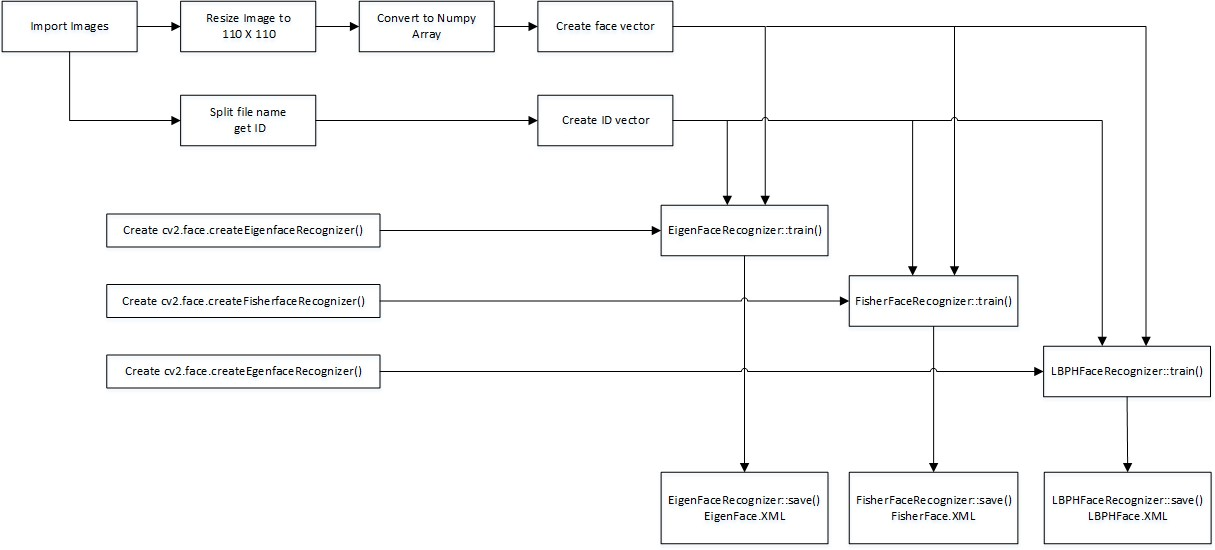 Import Images
Resize Image to
110 X 110
Convert to Numpy
Array
Create face vector
Split file name
get ID
Create ID vector
Create cv2.face.createEigenfaceRecognizer()
EigenFaceRecognizer::train()
Create cv2.face.createFisherfaceRecognizer()
FisherFaceRecognizer::train()
Create cv2.face.createEgenfaceRecognizer()
LBPHFaceRecognizer::train()
EigenFaceRecognizer::save()
EigenFace.XML
FisherFaceRecognizer::save()
FisherFace.XML
LBPHFaceRecognizer::save()
LBPHFace.XML